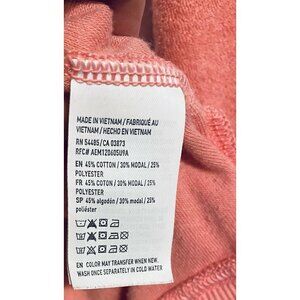 MADE IN VIETNAM / FABRIQUÉ AU
VIETNAM / HECHO EN VIETNAM
RN 54485/CA 03873
RFC# AEM120605U9A
EN 45% COTTON / 30% MODAL / 25%
POLYESTER
FR 45% COTON / 30% MODAL / 25%
POLYESTER
SP 45% algodón / 30% modal / 25%
poliéster
EN COLOR MAY TRANSFER WHEN NEW.
WASH ONCE SEPARATELY IN COLD WATER